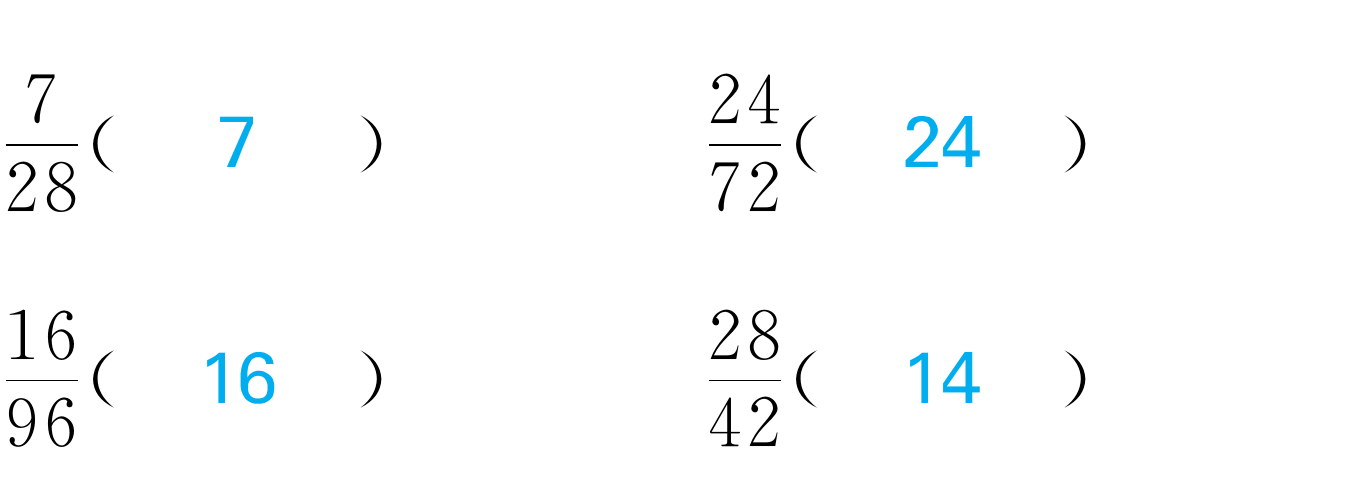 7/28( 7 ) 24/72( 24 )
16/96( 16 ) 28/42( 14 )